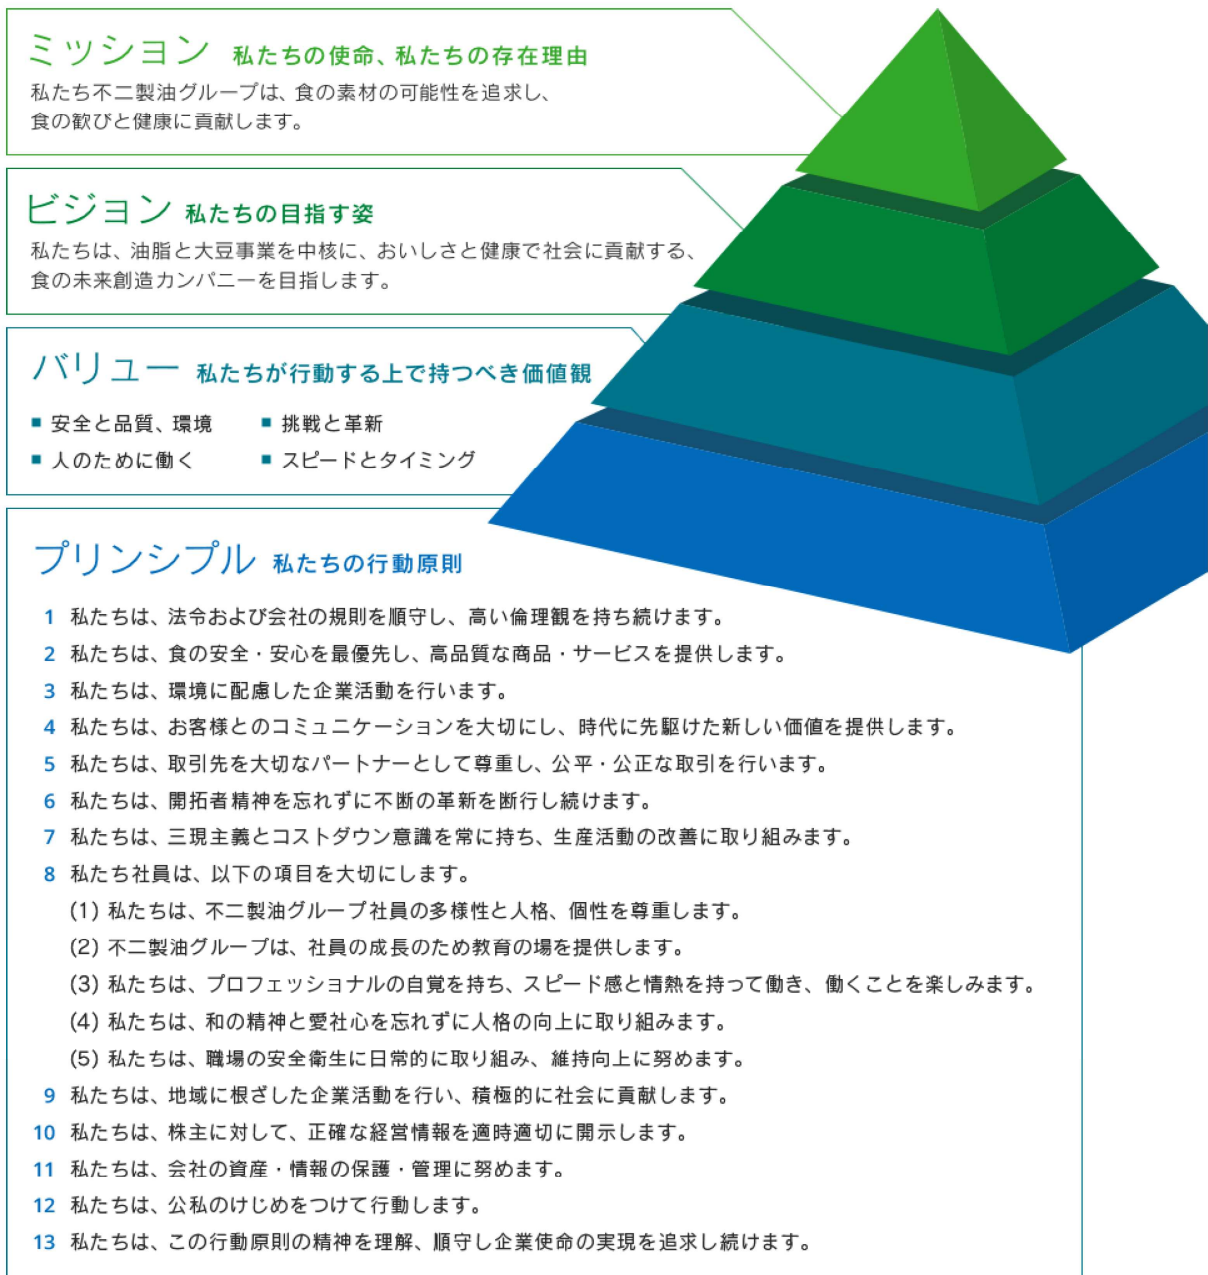 ミッション 私たちの使命、私たちの存在理由
私たち不二製油グループは、食の素材の可能性を追求し、
食の歓びと健康に貢献します。
ビジョン 私たちの目指す姿
私たちは、油脂と大豆事業を中核に、おいしさと健康で社会に貢献する、
食の未来創造カンパニーを目指します。
バリュー 私たちが行動する上で持つべき価値観
■ 安全と品質、環境 ■ 挑戦と革新
■ 人のために働く ■ スピードとタイミング
プリンシプル 私たちの行動原則
1 私たちは、法令および会社の規則を順守し、高い倫理観を持ち続けます。
2 私たちは、食の安全・安心を最優先し、高品質な商品・サービスを提供します。
3 私たちは、環境に配慮した企業活動を行います。
4 私たちは、お客様とのコミュニケーションを大切にし、時代に先駆けた新しい価値を提供します。
5 私たちは、取引先を大切なパートナーとして尊重し、公平・公正な取引を行います。
6 私たちは、開拓者精神を忘れずに不断の革新を断行し続けます。
7 私たちは、三現主義とコストダウン意識を常に持ち、生産活動の改善に取り組みます。
8 私たち社員は、以下の項目を大切にします。
(1) 私たちは、不二製油グループ社員の多様性と人格、個性を尊重します。
(2) 不二製油グループは、社員の成長のため教育の場を提供します。
(3) 私たちは、プロフェッショナルの自覚を持ち、スピード感と情熱を持って働き、働くことを楽しみます。
(4) 私たちは、和の精神と愛社心を忘れずに人格の向上に取り組みます。
(5) 私たちは、職場の安全衛生に日常的に取り組み、維持向上に努めます。
9 私たちは、地域に根ざした企業活動を行い、積極的に社会に貢献します。
10 私たちは、株主に対して、正確な経営情報を適時適切に開示します。
11 私たちは、会社の資産・情報の保護・管理に努めます。
12 私たちは、公私のけじめをつけて行動します。
13 私たちは、この行動原則の精神を理解、順守し企業使命の実現を追求し続けます。